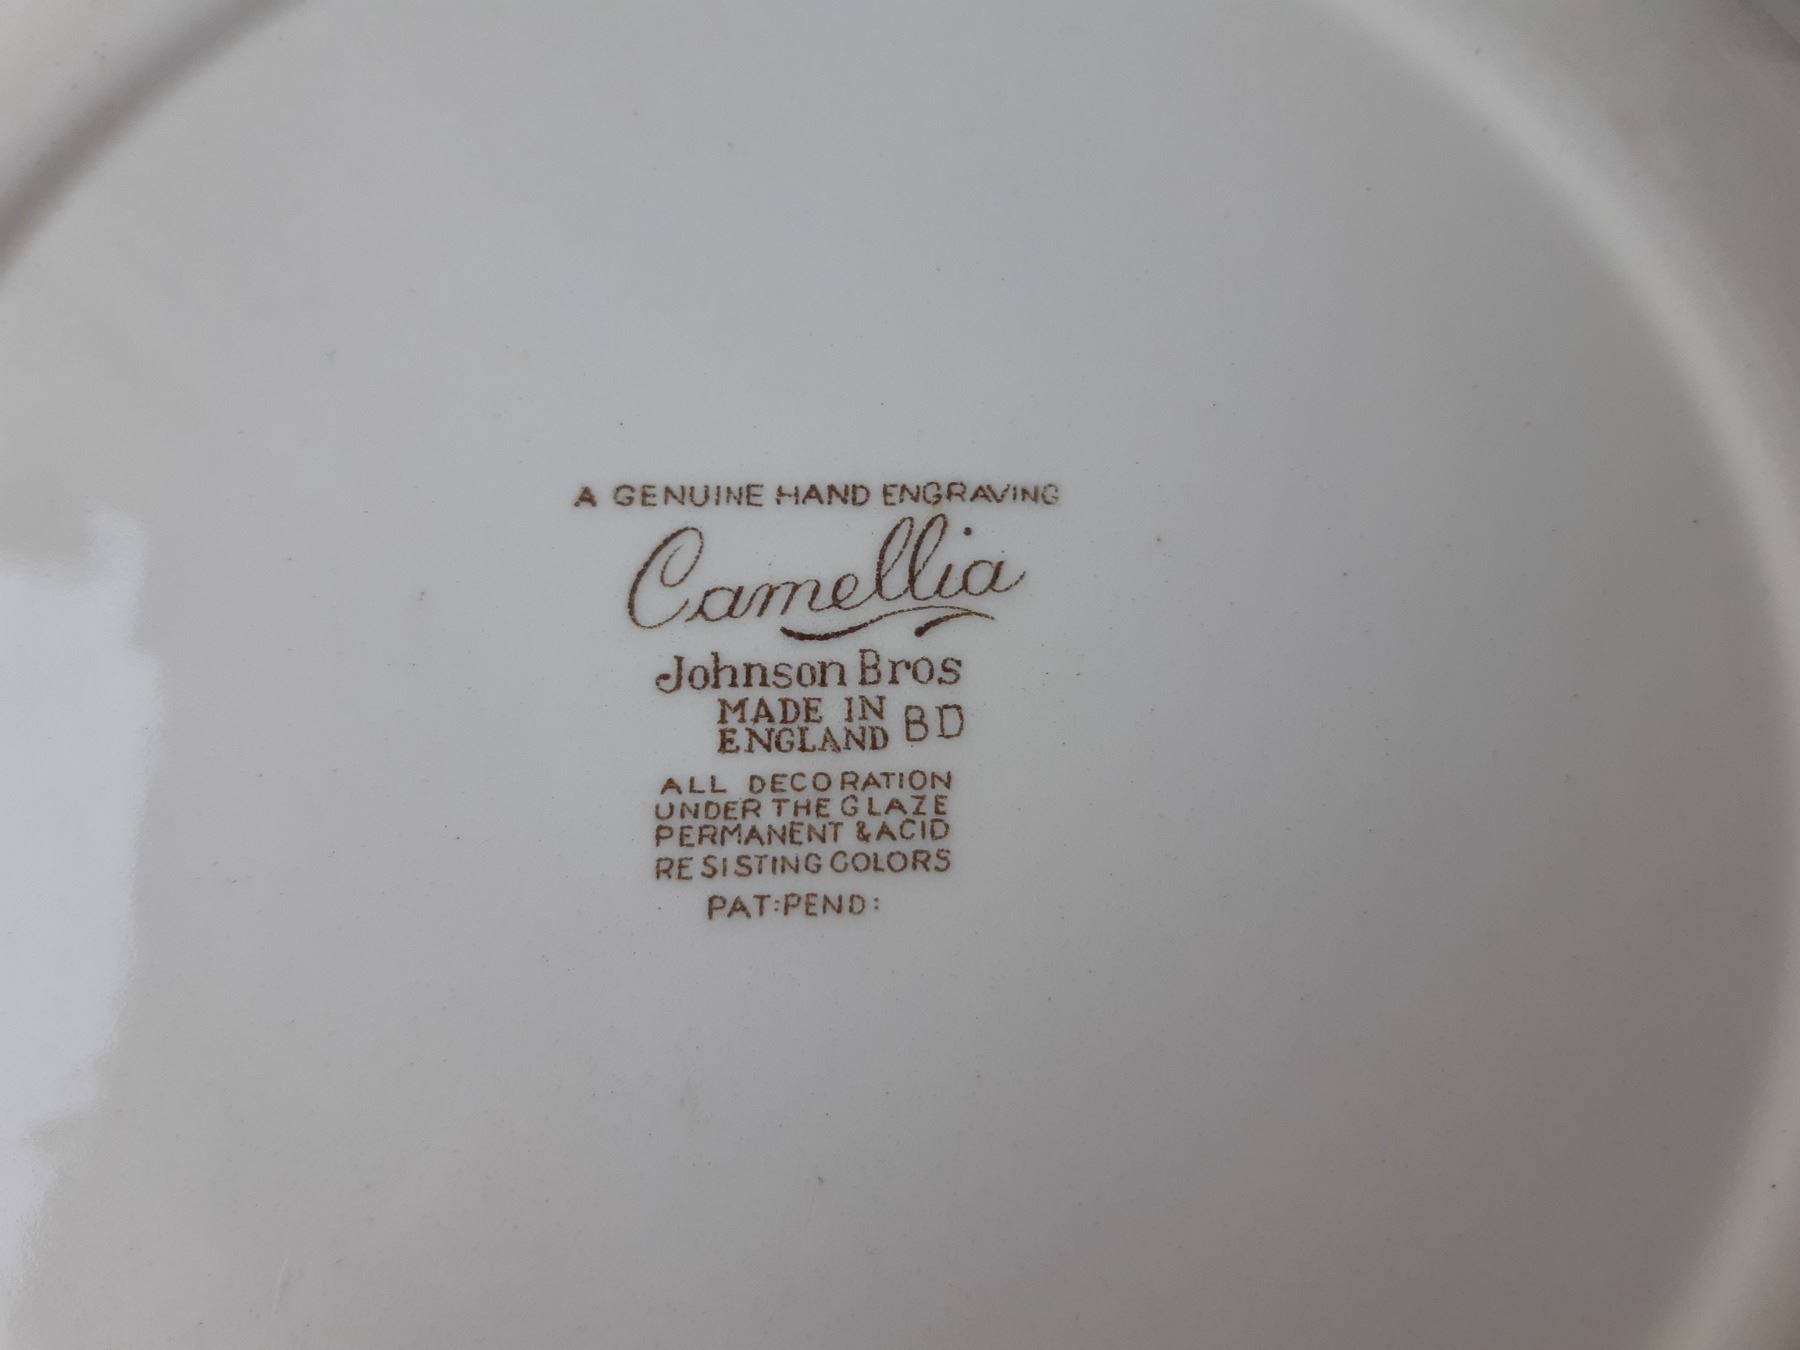 A GENUINE HAND ENGRAVING
Camellia
Johnson Bros
MADE IN
ENGLAND BD
ALL DECORATION
UNDER THE GLAZE
PERMANENT & ACID
RESISTING COLORS
PAT:PEND: